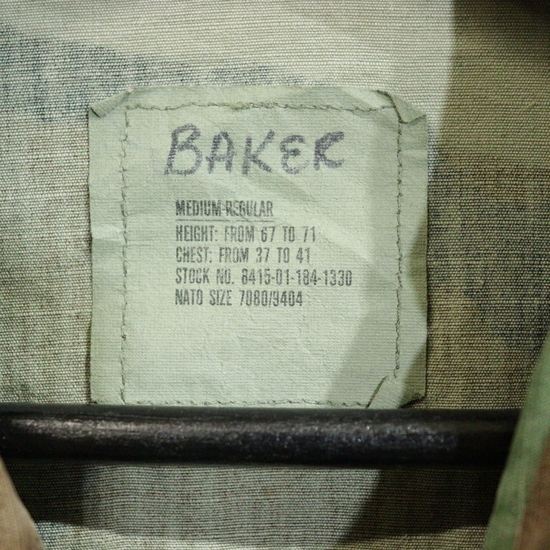 BAKER
MEDIUM-REGULAR
HEIGHT: FROM 67 TO 71
CHEST: FROM 37 TO 41
STOCK NO. 8415-01-184-1330
NATO SIZE 7080/9404